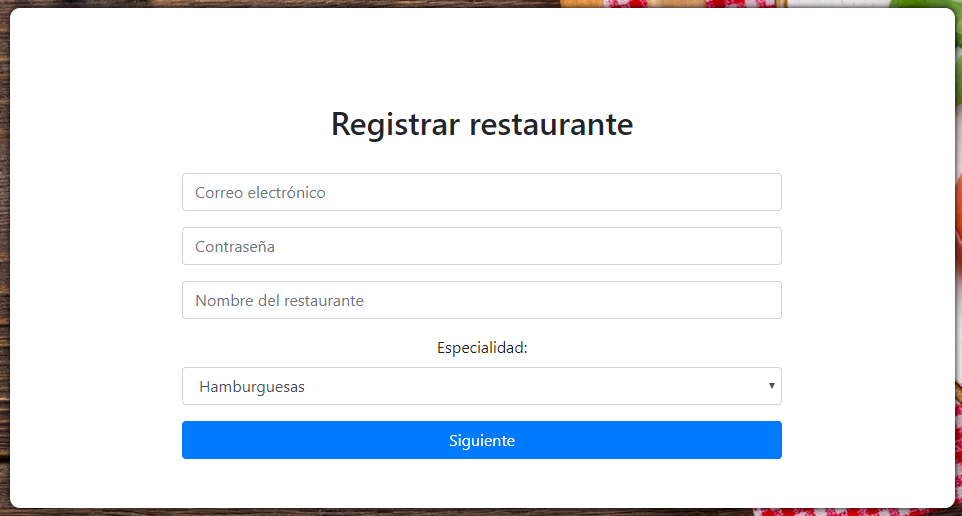 Registrar restaurante
Correo electrónico
Contraseña
Nombre del restaurante
Especialidad:
Hamburguesas
Siguiente